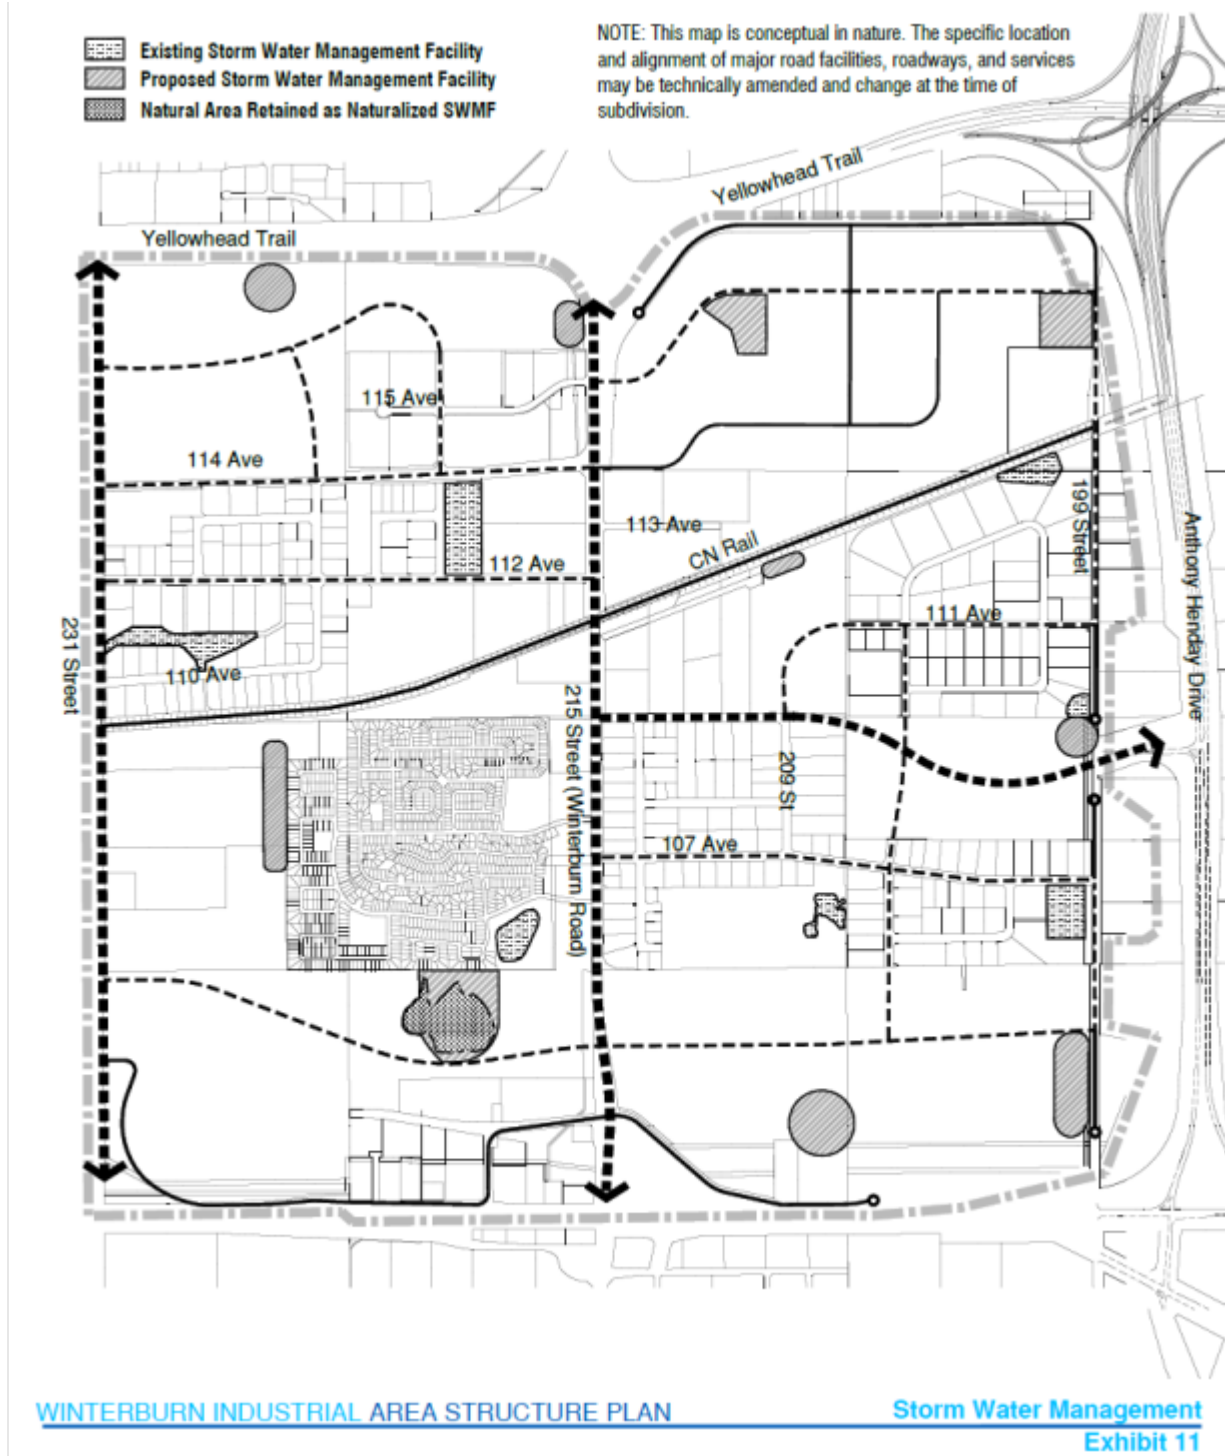 Existing Storm Water Management Facility
Proposed Storm Water Management Facility
Natural Area Retained as Naturalized SWMF
NOTE: This map is conceptual in nature. The specific location
and alignment of major road facilities, roadways, and services
may be technically amended and change at the time of
subdivision.
Yellowhead Trail
Yellowhead Trail
115 Ave
114 Ave
113 Ave
CN Rail
112 Ave
199 Street
Anthony Henday Drive
111 Ave
231 Street
110 Ave
215 Street (Winterburn Road)
209 St
107 Ave
WINTERBURN INDUSTRIAL AREA STRUCTURE PLAN
Storm Water Management
Exhibit 11